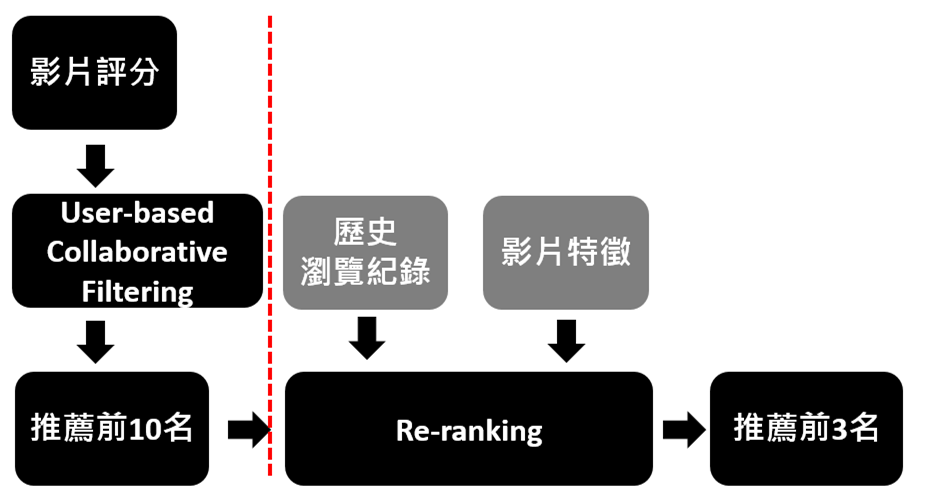 影片評分
User-based
Collaborative
Filtering
推薦前10名
歷史
瀏覽紀錄
影片特徵
Re-ranking
推薦前3名